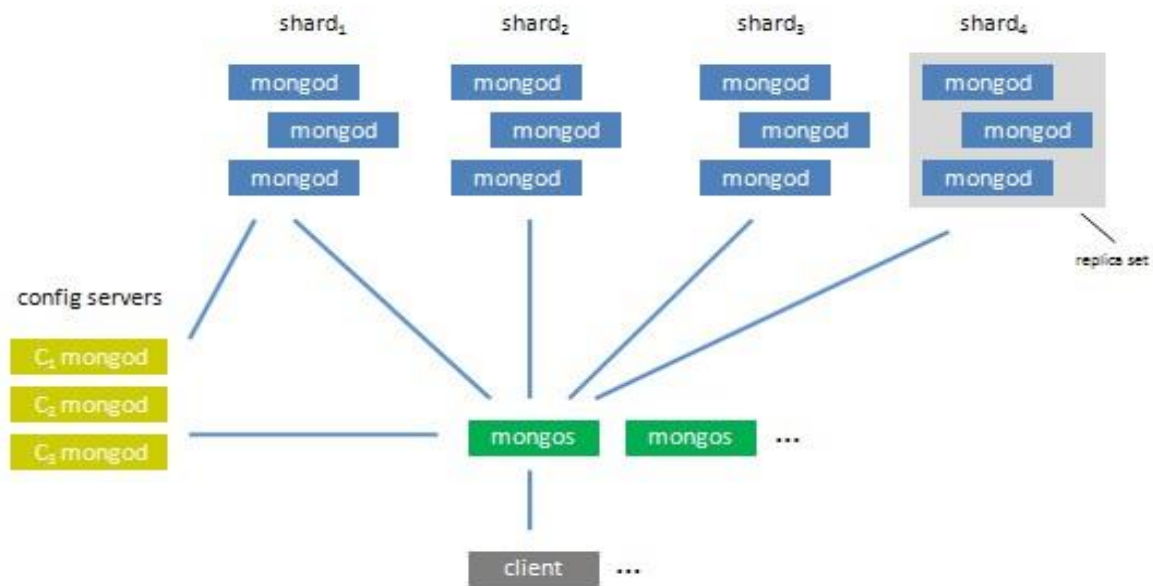 shard₁ shard₂ shard₃ shard₄
mongod mongod mongod mongod
mongod mongod mongod mongod
mongod mongod mongod mongod
replica set
config servers
C₁ mongod
C₂ mongod
C₃ mongod
mongos mongos ...
client ...